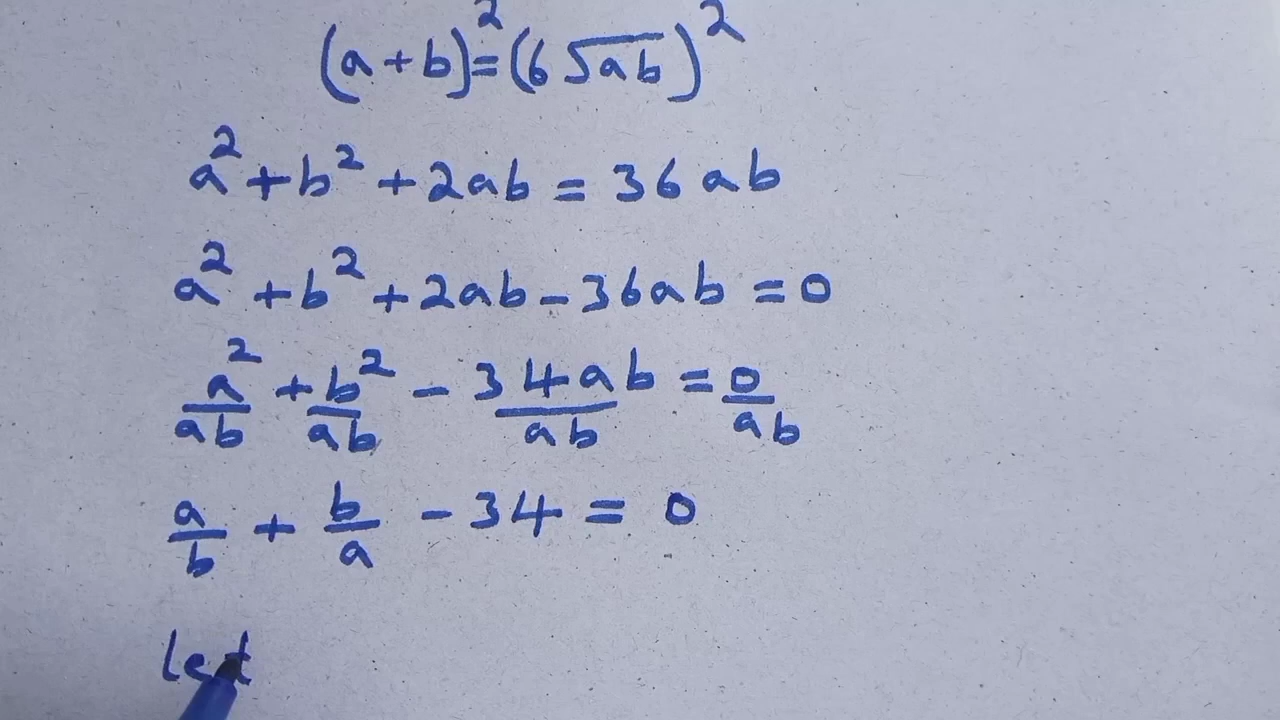 (a+b)²=(6√ab)²
a²+b²+2ab=36ab
a²+b²+2ab-36ab=0
a²/ab+b²/ab-34ab/ab=0/ab
a/b+b/a-34=0
let